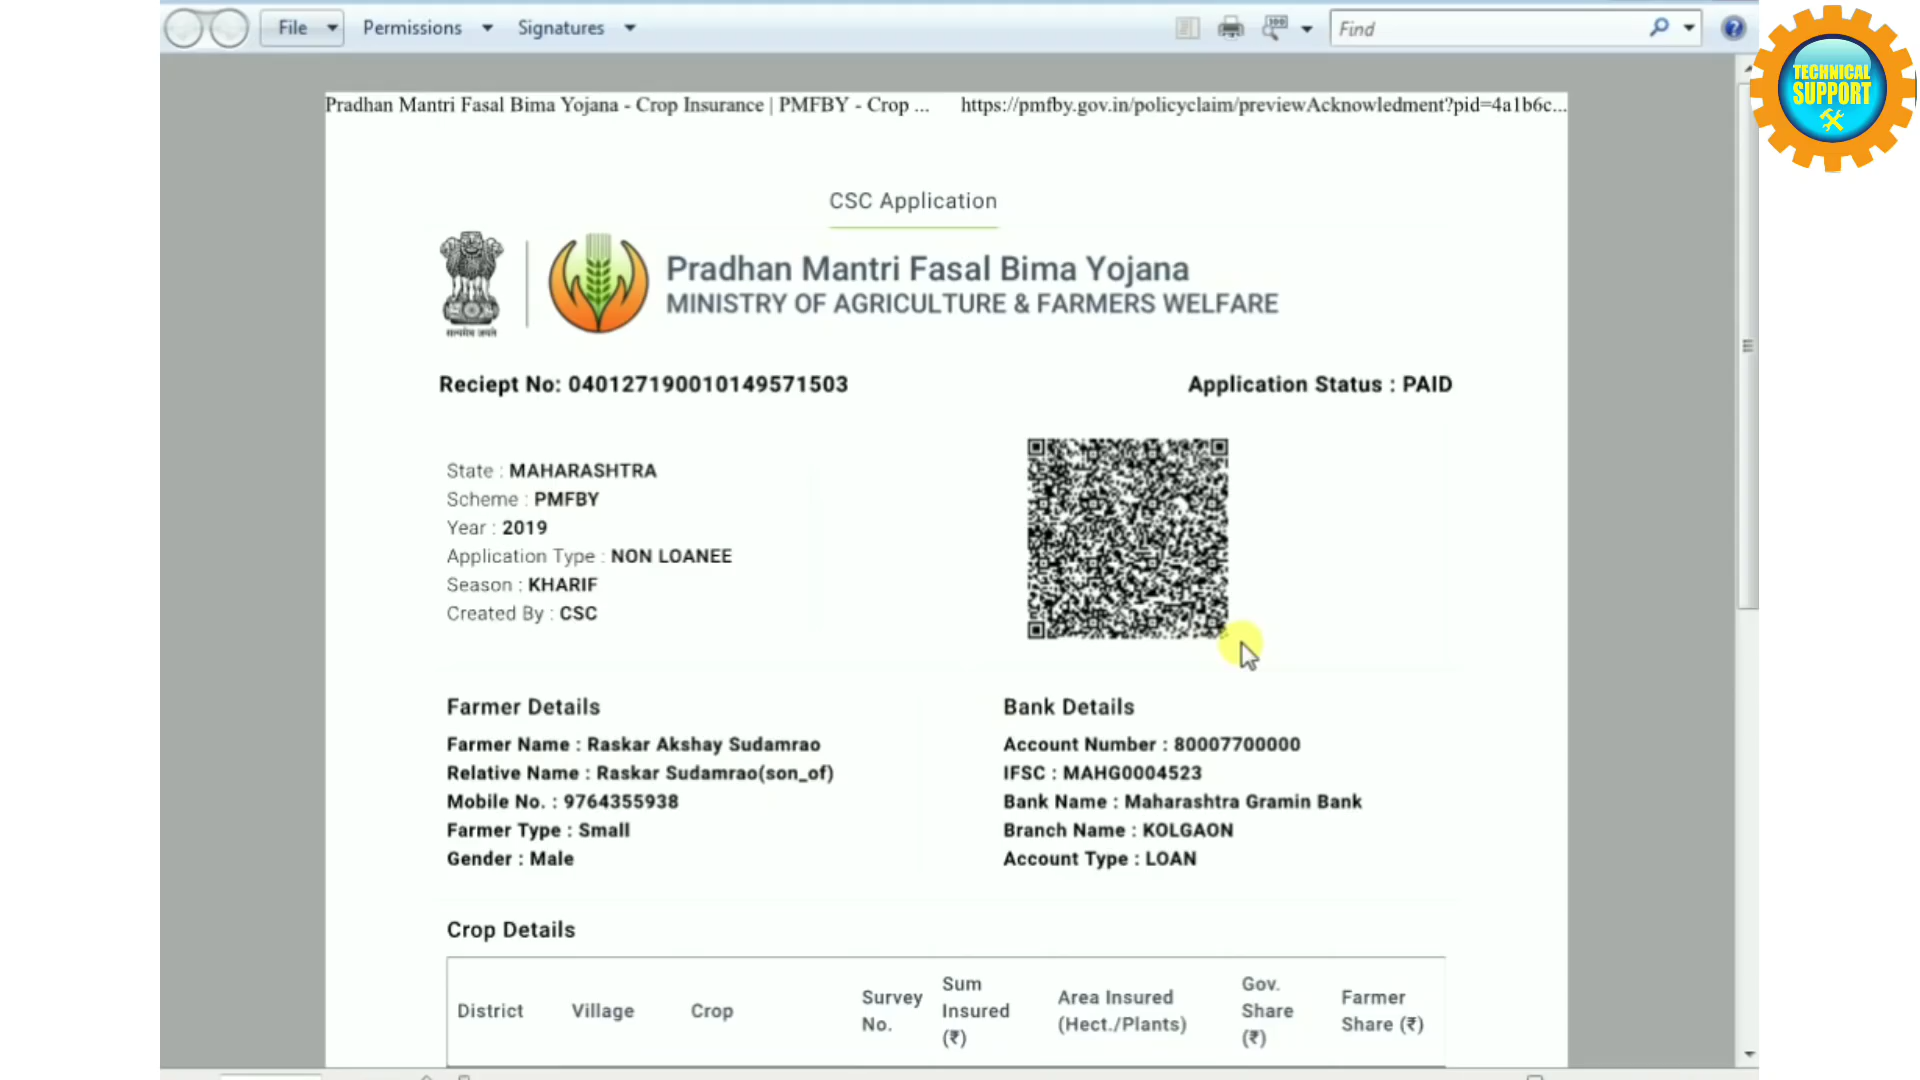 File Permissions Signatures Find
TECHNICAL
SUPPORT
Pradhan Mantri Fasal Bima Yojana - Crop Insurance | PMFBY - Crop ... https://pmfby.gov.in/policyclaim/previewAcknowledment?pid=4a1b6c...
CSC Application
Pradhan Mantri Fasal Bima Yojana
MINISTRY OF AGRICULTURE & FARMERS WELFARE
सत्यमेव जयते
Reciept No: 040127190010149571503 Application Status : PAID
State : MAHARASHTRA
Scheme : PMFBY
Year : 2019
Application Type : NON LOANEE
Season : KHARIF
Created By : CSC
Farmer Details
Farmer Name : Raskar Akshay Sudamrao
Relative Name : Raskar Sudamrao(son_of)
Mobile No. : 9764355938
Farmer Type : Small
Gender : Male
Bank Details
Account Number : 80007700000
IFSC : MAHG0004523
Bank Name : Maharashtra Gramin Bank
Branch Name : KOLGAON
Account Type : LOAN
Crop Details
District
Village
Crop
Survey
No.
Sum
Insured
(₹)
Area Insured
(Hect./Plants)
Gov.
Share
(₹)
Farmer
Share (₹)